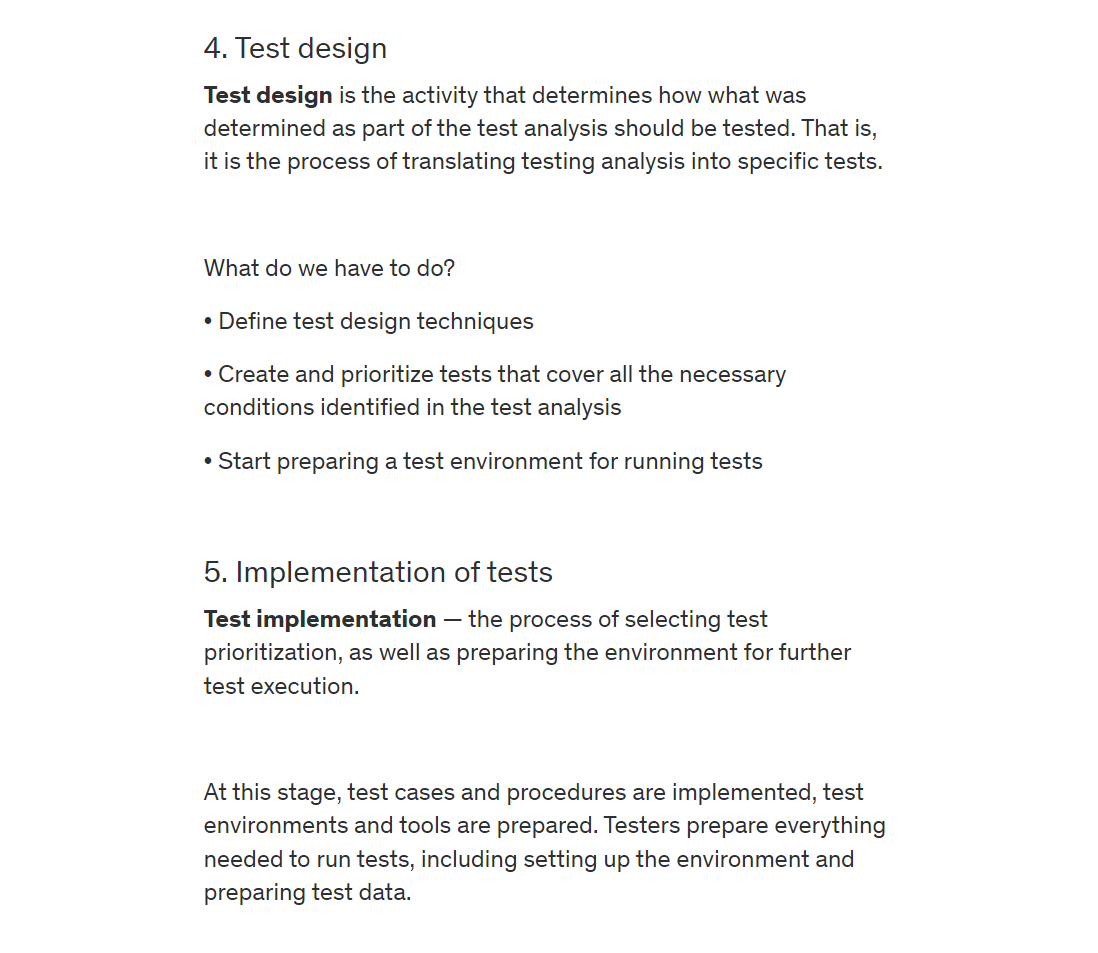 4. Test design
Test design is the activity that determines how what was
determined as part of the test analysis should be tested. That is,
it is the process of translating testing analysis into specific tests.
What do we have to do?
• Define test design techniques
• Create and prioritize tests that cover all the necessary
conditions identified in the test analysis
• Start preparing a test environment for running tests
5. Implementation of tests
Test implementation — the process of selecting test
prioritization, as well as preparing the environment for further
test execution.
At this stage, test cases and procedures are implemented, test
environments and tools are prepared. Testers prepare everything
needed to run tests, including setting up the environment and
preparing test data.